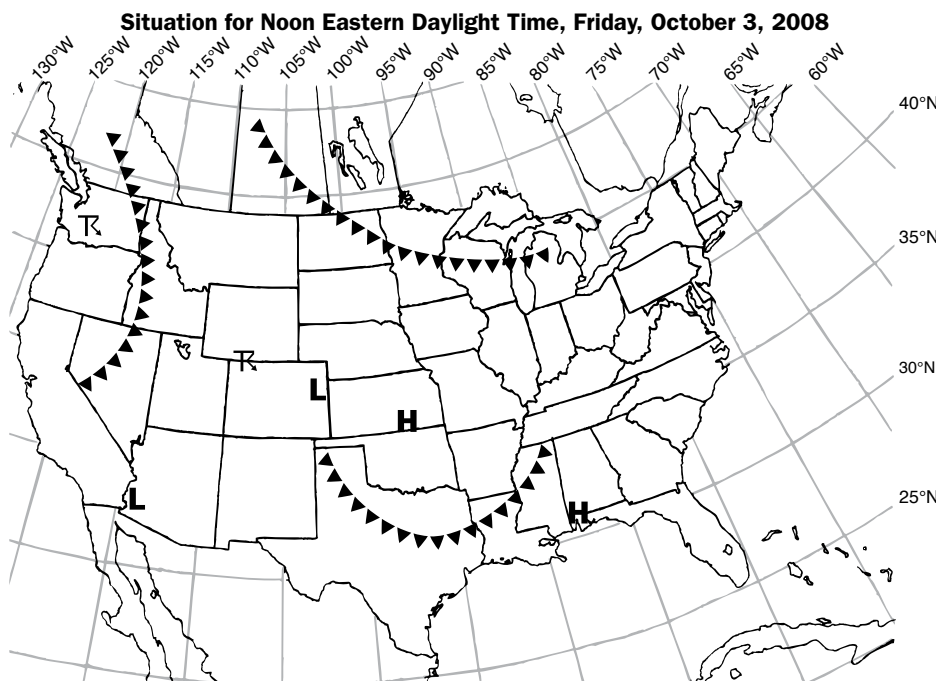 Situation for Noon Eastern Daylight Time, Friday, October 3, 2008
130°W 125°W 120°W 115°W 110°W 105°W 100°W 95°W 90°W 85°W 80°W 75°W 70°W 65°W 60°W
40°N
35°N
30°N
25°N
L
H
L
H